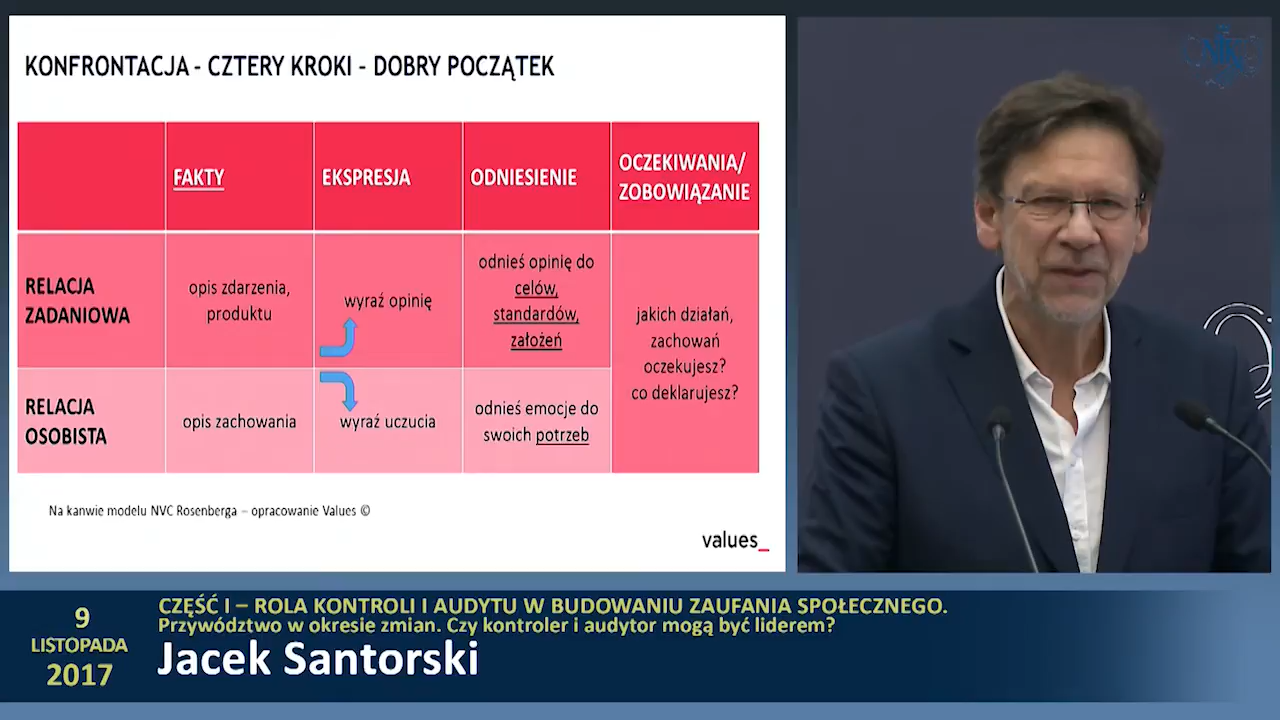 KONFRONTACJA - CZTERY KROKI - DOBRY POCZĄTEK
FAKTY
EKSPRESJA
ODNIESIENIE
OCZEKIWANIA/
ZOBOWIĄZANIE
RELACJA
ZADANIOWA
opis zdarzenia,
produktu
wyraź opinię
odnieś opinię do
celów,
standardów,
założeń
jakich działań,
zachowań
oczekujesz?
co deklarujesz?
RELACJA
OSOBISTA
opis zachowania
wyraź uczucia
odnieś emocje do
swoich potrzeb
Na kanwie modelu NVC Rosenberga – opracowanie Values ©
values_
NIK
9
LISTOPADA
2017
CZĘŚĆ I – ROLA KONTROLI I AUDYTU W BUDOWANIU ZAUFANIA SPOŁECZNEGO.
Przywództwo w okresie zmian. Czy kontroler i audytor mogą być liderem?
Jacek Santorski